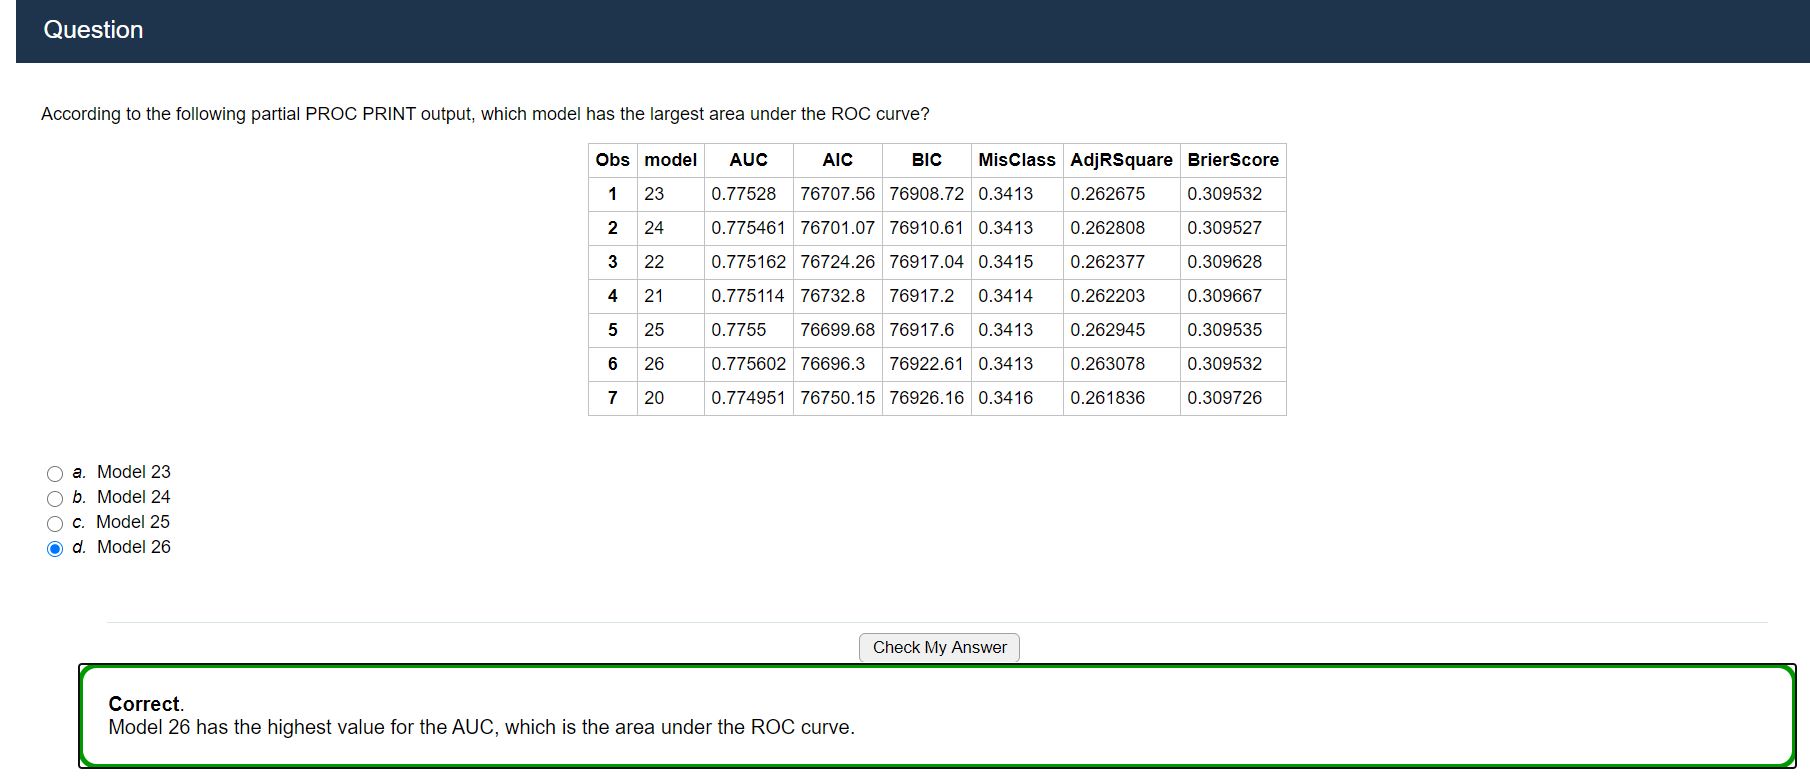 Question
According to the following partial PROC PRINT output, which model has the largest area under the ROC curve?
Obs model AUC AIC BIC MisClass AdjRSquare BrierScore
1 23 0.77528 76707.56 76908.72 0.3413 0.262675 0.309532
2 24 0.775461 76701.07 76910.61 0.3413 0.262808 0.309527
3 22 0.775162 76724.26 76917.04 0.3415 0.262377 0.309628
4 21 0.775114 76732.8 76917.2 0.3414 0.262203 0.309667
5 25 0.7755 76699.68 76917.6 0.3413 0.262945 0.309535
6 26 0.775602 76696.3 76922.61 0.3413 0.263078 0.309532
7 20 0.774951 76750.15 76926.16 0.3416 0.261836 0.309726
a. Model 23
b. Model 24
c. Model 25
d. Model 26
Check My Answer
Correct.
Model 26 has the highest value for the AUC, which is the area under the ROC curve.